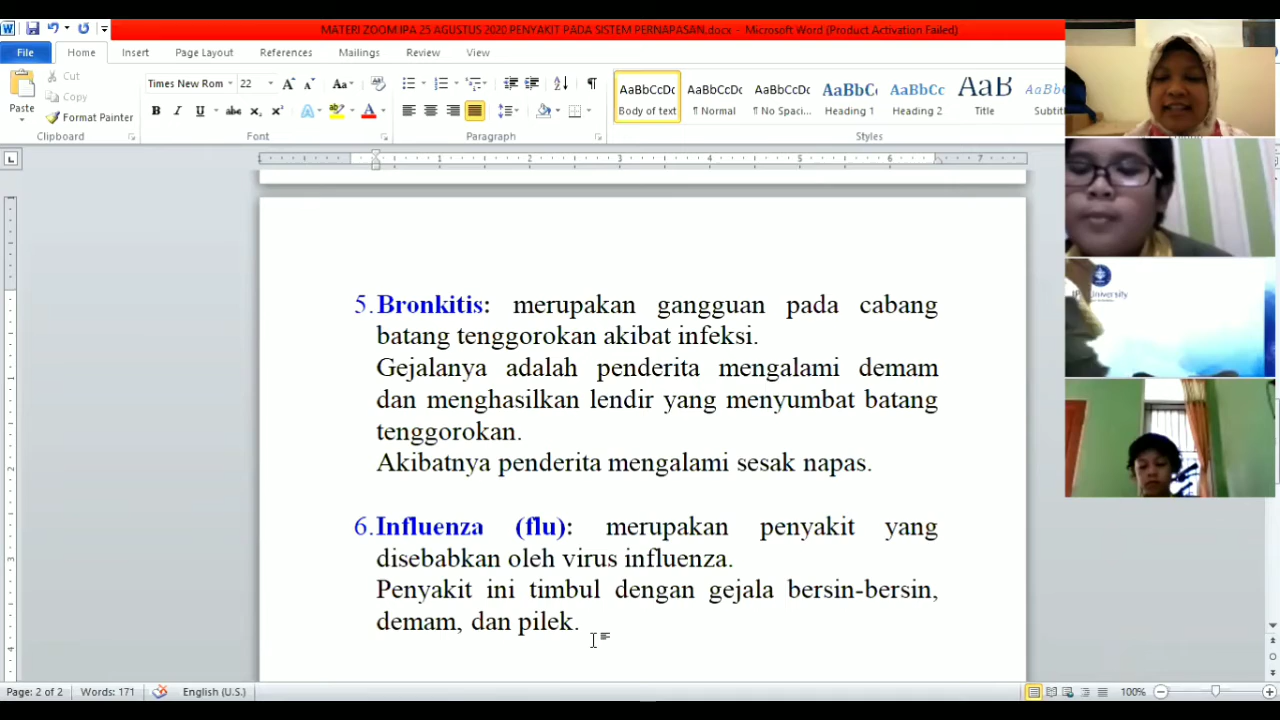 MATERI ZOOM IPA 25 AGUSTUS 2020 PENYAKIT PADA SISTEM PERNAPASAN.docx - Microsoft Word (Product Activation Failed)
File Home Insert Page Layout References Mailings Review View
Paste
Cut
Copy
Format Painter
Clipboard
Times New Rom 22
Font
Paragraph
AaBbCcDc AaBbCcDc AaBbCcDc AaBbC AaBbCc AaB AaBbCc
Body of text ¶ Normal ¶ No Spaci... Heading 1 Heading 2 Title Subtitl
Styles
University
5. Bronkitis: merupakan gangguan pada cabang
batang tenggorokan akibat infeksi.
Gejalanya adalah penderita mengalami demam
dan menghasilkan lendir yang menyumbat batang
tenggorokan.
Akibatnya penderita mengalami sesak napas.
6. Influenza (flu): merupakan penyakit yang
disebabkan oleh virus influenza.
Penyakit ini timbul dengan gejala bersin-bersin,
demam, dan pilek.
Page: 2 of 2 Words: 171 English (U.S.) 100%